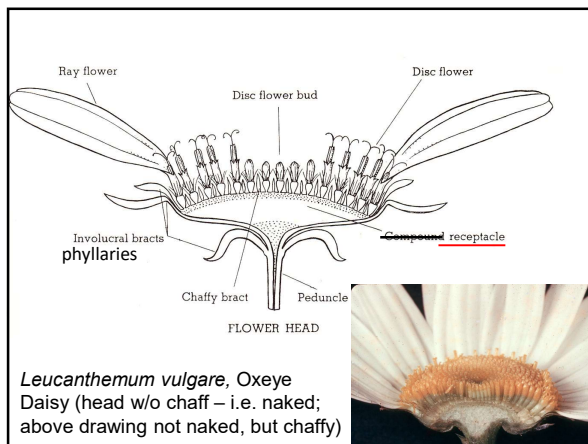 Ray flower
Disc flower
Disc flower bud
Involucral bracts
phyllaries
Compound receptacle
Chaffy bract
Peduncle
FLOWER HEAD
Leucanthemum vulgare, Oxeye
Daisy (head w/o chaff – i.e. naked;
above drawing not naked, but chaffy)